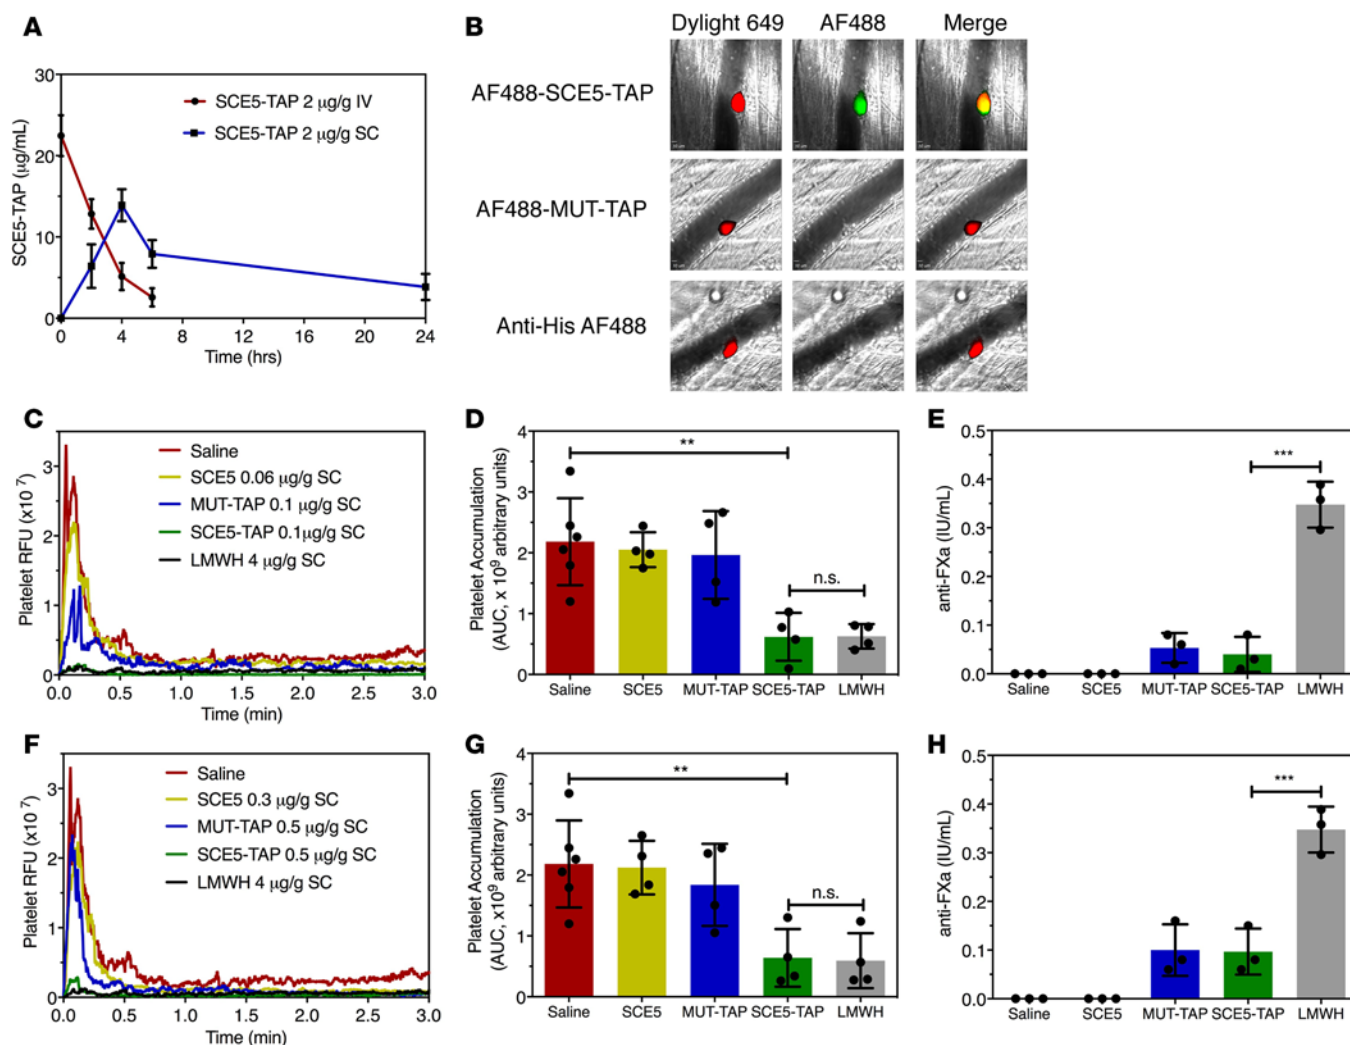 A
30
20
10
0
SCE5-TAP (µg/mL)
SCE5-TAP 2 µg/g IV
SCE5-TAP 2 µg/g SC
0 4 8 12 16 20 24
Time (hrs)
B
Dylight 649 AF488 Merge
AF488-SCE5-TAP
AF488-MUT-TAP
Anti-His AF488
C
3
2
1
0
Platelet RFU (x10 7)
Saline
SCE5 0.06 µg/g SC
MUT-TAP 0.1 µg/g SC
SCE5-TAP 0.1µg/g SC
LMWH 4 µg/g SC
0.0 0.5 1.0 1.5 2.0 2.5 3.0
Time (min)
D
4
3
2
1
0
Platelet Accumulation
(AUC, x 10⁹ arbitrary units)
**
n.s.
Saline SCE5 MUT-TAP SCE5-TAP LMWH
E
0.5
0.4
0.3
0.2
0.1
0.0
anti-FXa (IU/mL)
***
Saline SCE5 MUT-TAP SCE5-TAP LMWH
F
3
2
1
0
Platelet RFU (x10 7)
Saline
SCE5 0.3 µg/g SC
MUT-TAP 0.5 µg/g SC
SCE5-TAP 0.5 µg/g SC
LMWH 4 µg/g SC
0.0 0.5 1.0 1.5 2.0 2.5 3.0
Time (min)
G
4
3
2
1
0
Platelet Accumulation
(AUC, x10⁹ arbitrary units)
**
n.s.
Saline SCE5 MUT-TAP SCE5-TAP LMWH
H
0.5
0.4
0.3
0.2
0.1
0.0
anti-FXa (IU/mL)
***
Saline SCE5 MUT-TAP SCE5-TAP LMWH